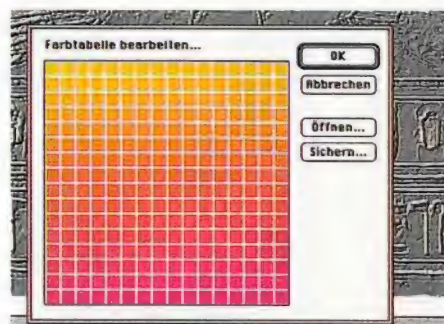 Farbtabelle bearbeiten...
OK
Abbrechen
Öffnen...
Sichern...